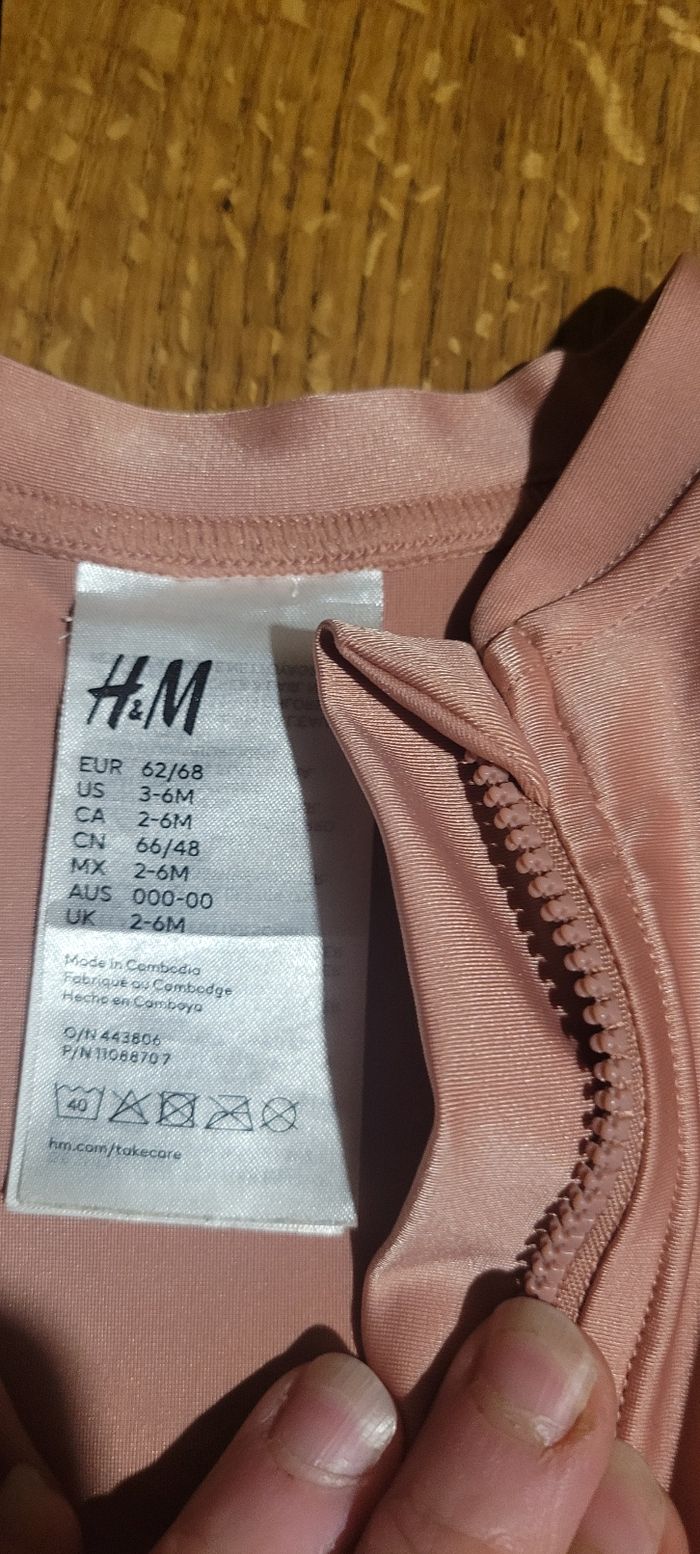 H&M
EUR 62/68
US 3-6M
CA 2-6M
CN 66/48
MX 2-6M
AUS 000-00
UK 2-6M
Made in Cambodia
Fabriqué au Cambodge
Hecho en Camboya
O/N 443806
P/N 11088707
40
hm.com/takecare